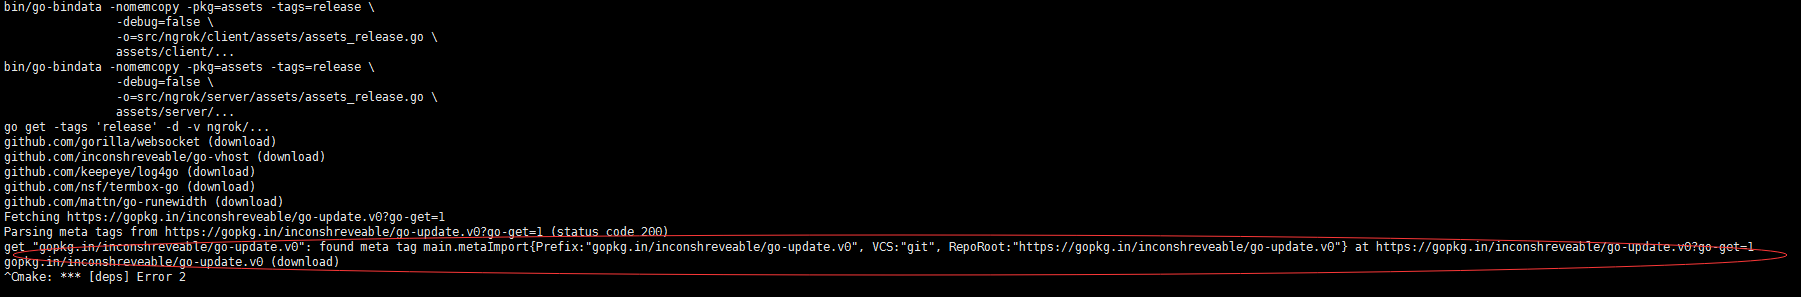 bin/go-bindata -nomemcopy -pkg=assets -tags=release \
-debug=false \
-o=src/ngrok/client/assets/assets_release.go \
assets/client/...
bin/go-bindata -nomemcopy -pkg=assets -tags=release \
-debug=false \
-o=src/ngrok/server/assets/assets_release.go \
assets/server/...
go get -tags 'release' -d -v ngrok/...
github.com/gorilla/websocket (download)
github.com/inconshreveable/go-vhost (download)
github.com/keepeye/log4go (download)
github.com/nsf/termbox-go (download)
github.com/mattn/go-runewidth (download)
Fetching https://gopkg.in/inconshreveable/go-update.v0?go-get=1
Parsing meta tags from https://gopkg.in/inconshreveable/go-update.v0?go-get=1 (status code 200)
get "gopkg.in/inconshreveable/go-update.v0": found meta tag main.metaImport{Prefix:"gopkg.in/inconshreveable/go-update.v0", VCS:"git", RepoRoot:"https://gopkg.in/inconshreveable/go-update.v0"} at https://gopkg.in/inconshreveable/go-update.v0?go-get=1
gopkg.in/inconshreveable/go-update.v0 (download)
^Cmake: *** [deps] Error 2